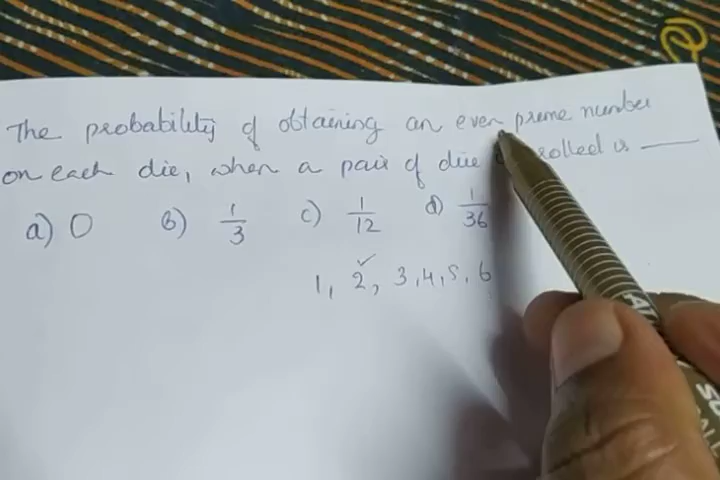 The probability of obtaining an even prime number
on each die, when a pair of dice rolled is
a) 0 b) 1/3 c) 1/12 d) 1/36
1, 2, 3, 4, 5, 6